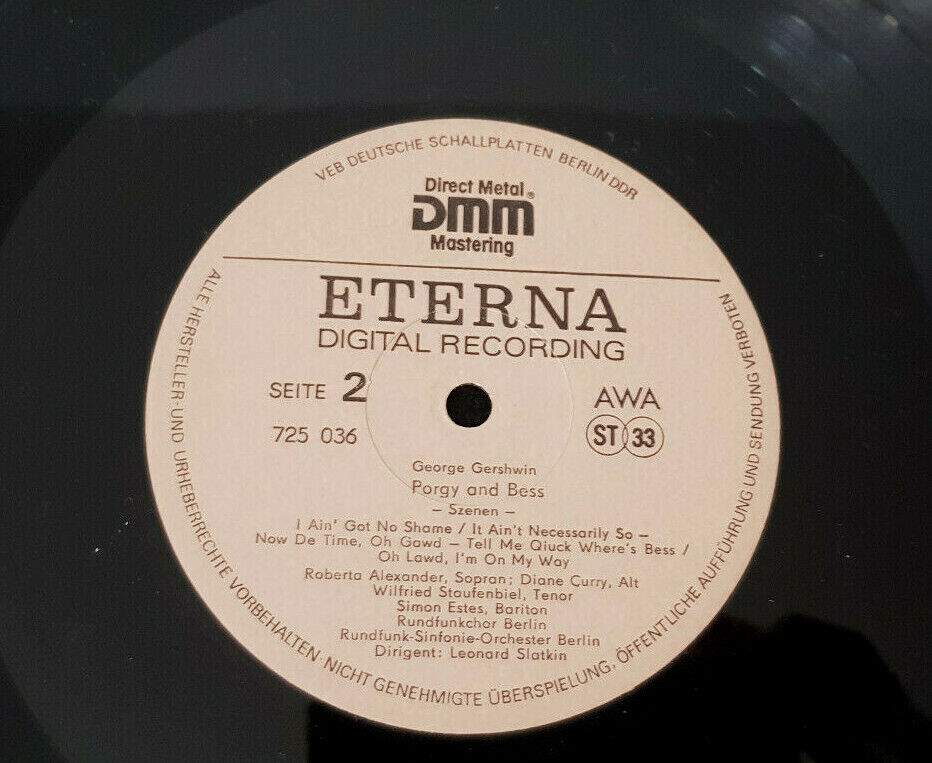 VEB DEUTSCHE SCHALLPLATTEN BERLIN DDR
Direct Metal®
DMM
Mastering
ETERNA
DIGITAL RECORDING
SEITE 2
AWA
725 036
ST 33
George Gershwin
Porgy and Bess
– Szenen –
I Ain' Got No Shame / It Ain't Necessarily So –
Now De Time, Oh Gawd – Tell Me Qiuck Where's Bess /
Oh Lawd, I'm On My Way
Roberta Alexander, Sopran; Diane Curry, Alt
Wilfried Staufenbiel, Tenor
Simon Estes, Bariton
Rundfunkchor Berlin
Rundfunk-Sinfonie-Orchester Berlin
Dirigent: Leonard Slatkin
ALLE HERSTELLER- UND URHEBERRECHTE VORBEHALTEN · NICHT GENEHMIGTE ÜBERSPIELUNG, ÖFFENTLICHE AUFFÜHRUNG UND SENDUNG VERBOTEN